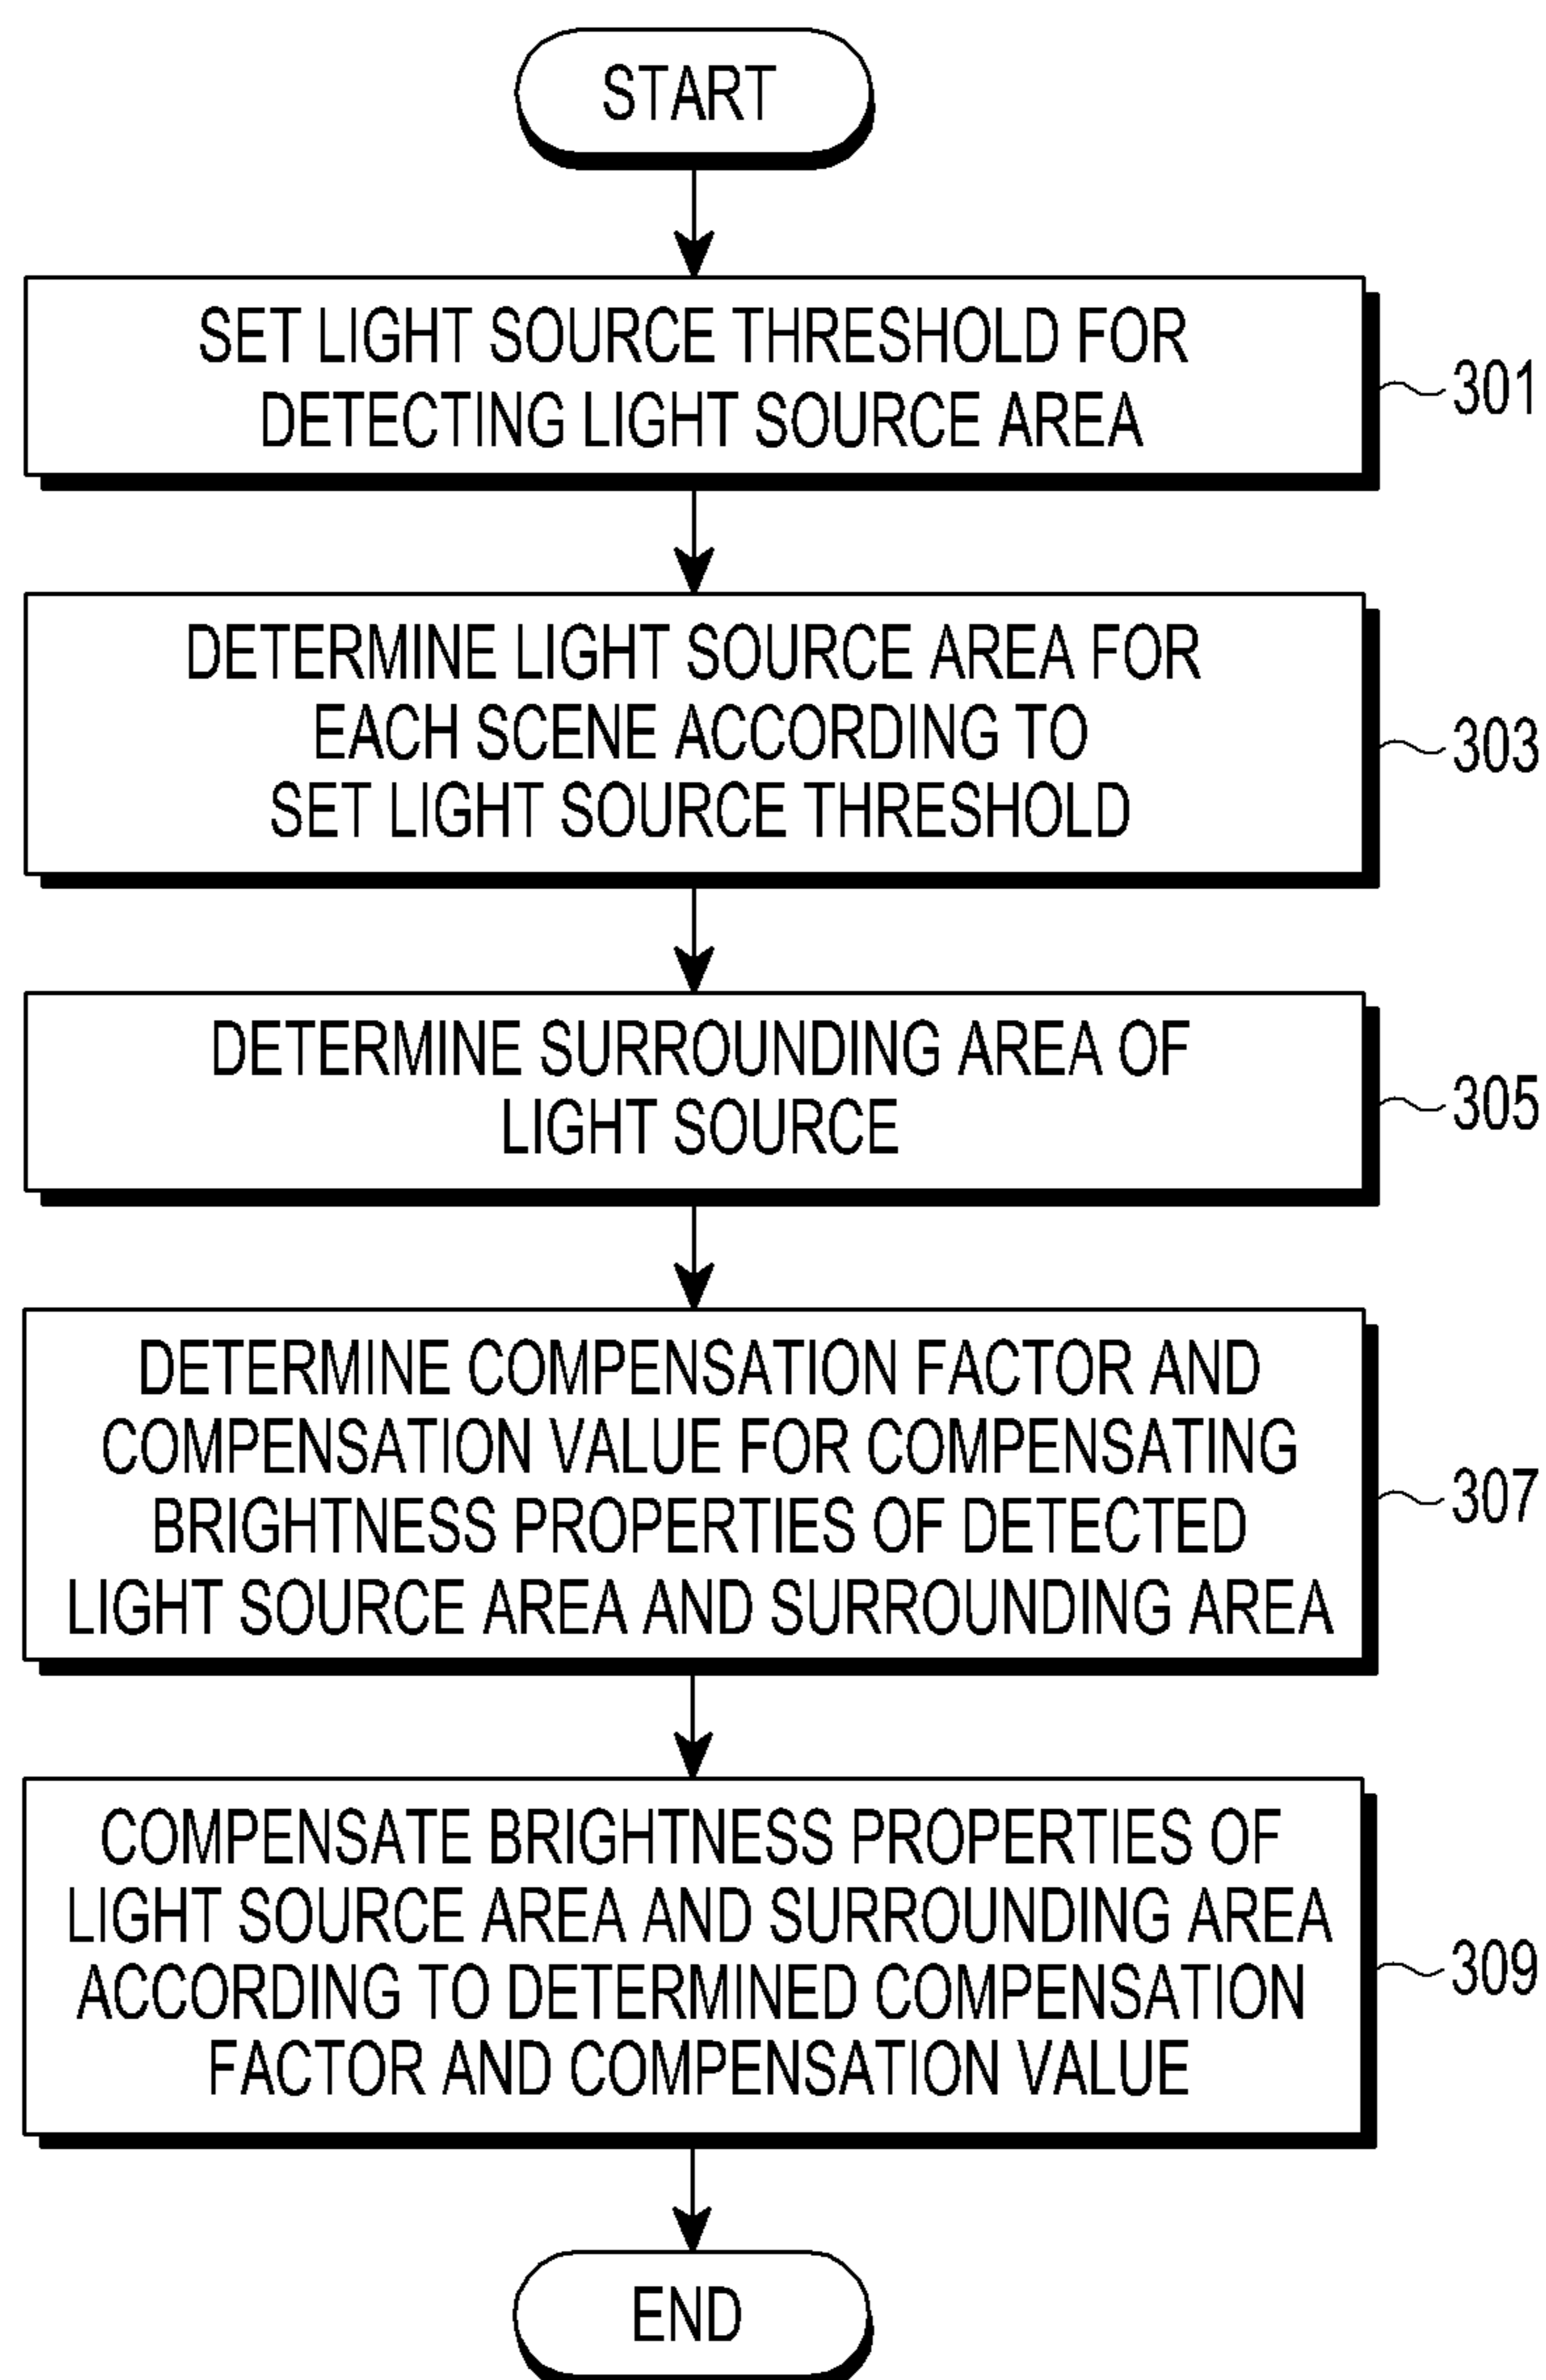 START
SET LIGHT SOURCE THRESHOLD FOR
DETECTING LIGHT SOURCE AREA
301
DETERMINE LIGHT SOURCE AREA FOR
EACH SCENE ACCORDING TO
SET LIGHT SOURCE THRESHOLD
303
DETERMINE SURROUNDING AREA OF
LIGHT SOURCE
305
DETERMINE COMPENSATION FACTOR AND
COMPENSATION VALUE FOR COMPENSATING
BRIGHTNESS PROPERTIES OF DETECTED
LIGHT SOURCE AREA AND SURROUNDING AREA
307
COMPENSATE BRIGHTNESS PROPERTIES OF
LIGHT SOURCE AREA AND SURROUNDING AREA
ACCORDING TO DETERMINED COMPENSATION
FACTOR AND COMPENSATION VALUE
309
END